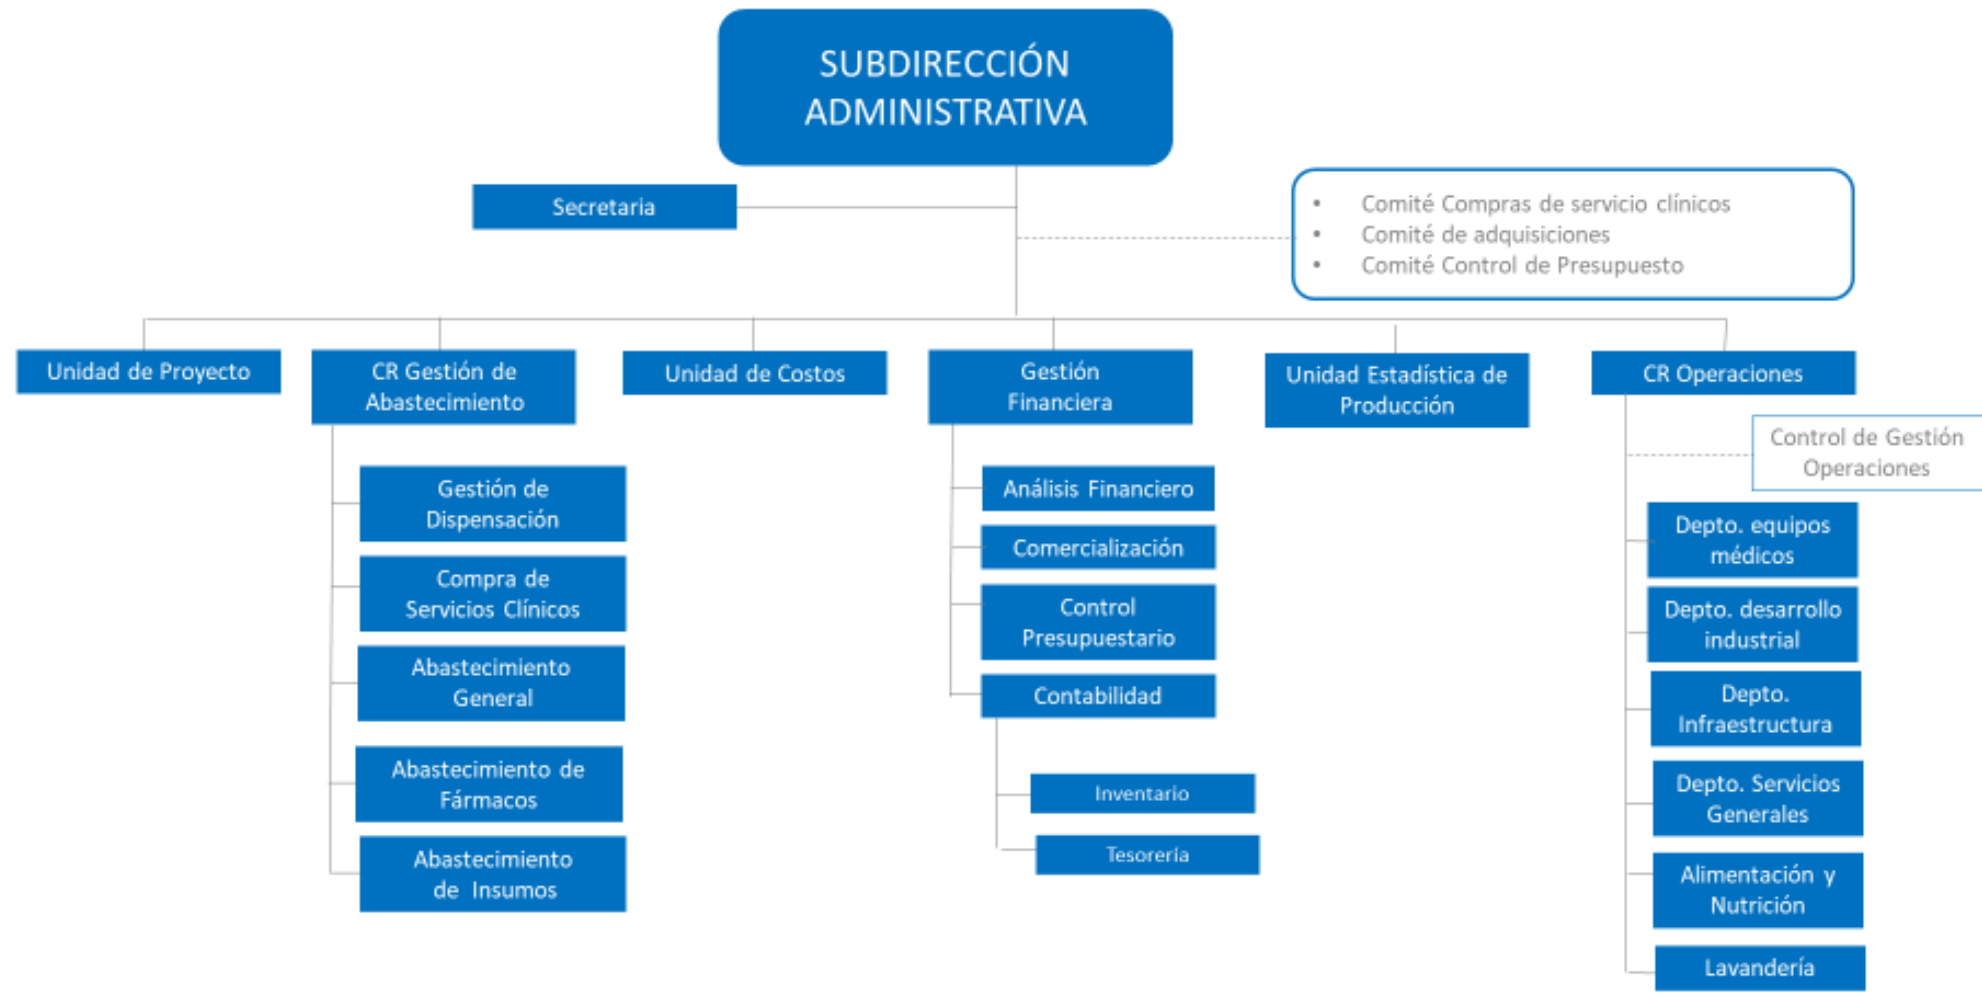 SUBDIRECCIÓN
ADMINISTRATIVA
Secretaria
• Comité Compras de servicio clínicos
• Comité de adquisiciones
• Comité Control de Presupuesto
Unidad de Proyecto
CR Gestión de
Abastecimiento
Unidad de Costos
Gestión
Financiera
Unidad Estadística de
Producción
CR Operaciones
Gestión de
Dispensación
Compra de
Servicios Clínicos
Abastecimiento
General
Abastecimiento de
Fármacos
Abastecimiento
de Insumos
Análisis Financiero
Comercialización
Control
Presupuestario
Contabilidad
Inventario
Tesorería
Control de Gestión
Operaciones
Depto. equipos
médicos
Depto. desarrollo
industrial
Depto.
Infraestructura
Depto. Servicios
Generales
Alimentación y
Nutrición
Lavandería